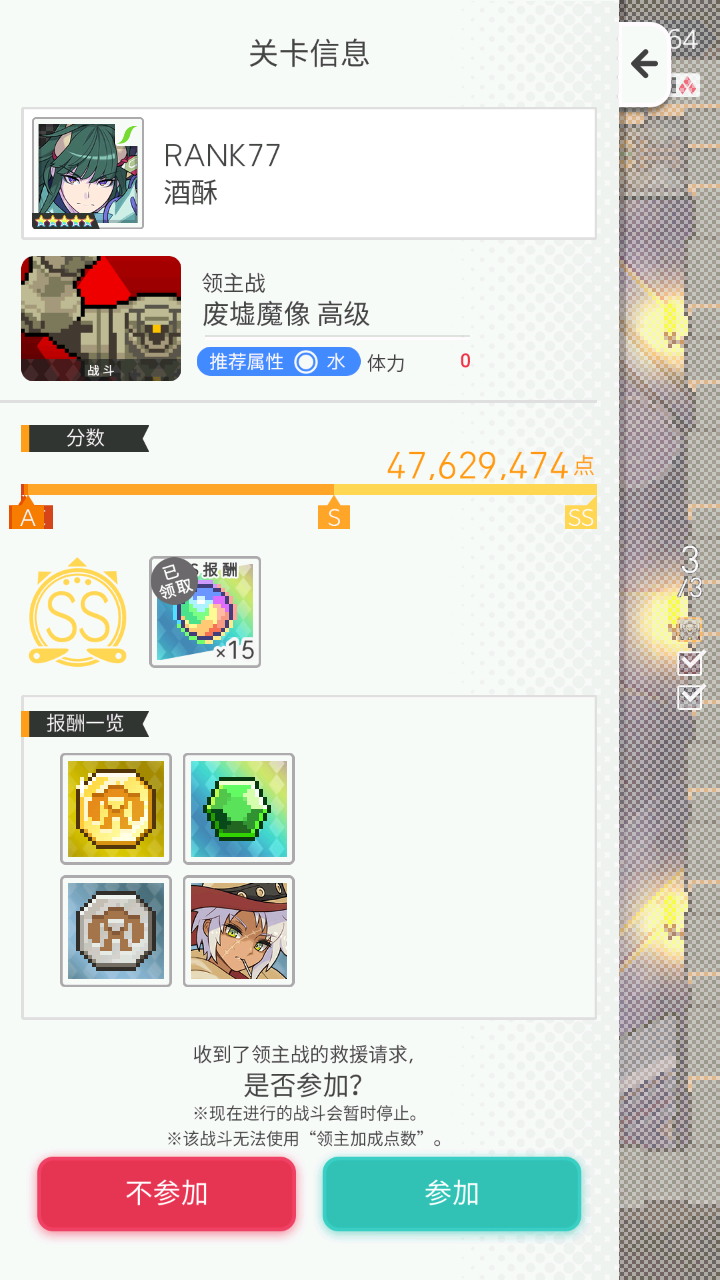 关卡信息
64
RANK77
酒酥
领主战
废墟魔像 高级
战斗
推荐属性 水 体力 0
分数
47,629,474点
A
S
SS
SS
已
领取
S报酬
×15
3
/3
报酬一览
收到了领主战的救援请求，
是否参加？
※现在进行的战斗会暂时停止。
※该战斗无法使用“领主加成点数”。
不参加
参加